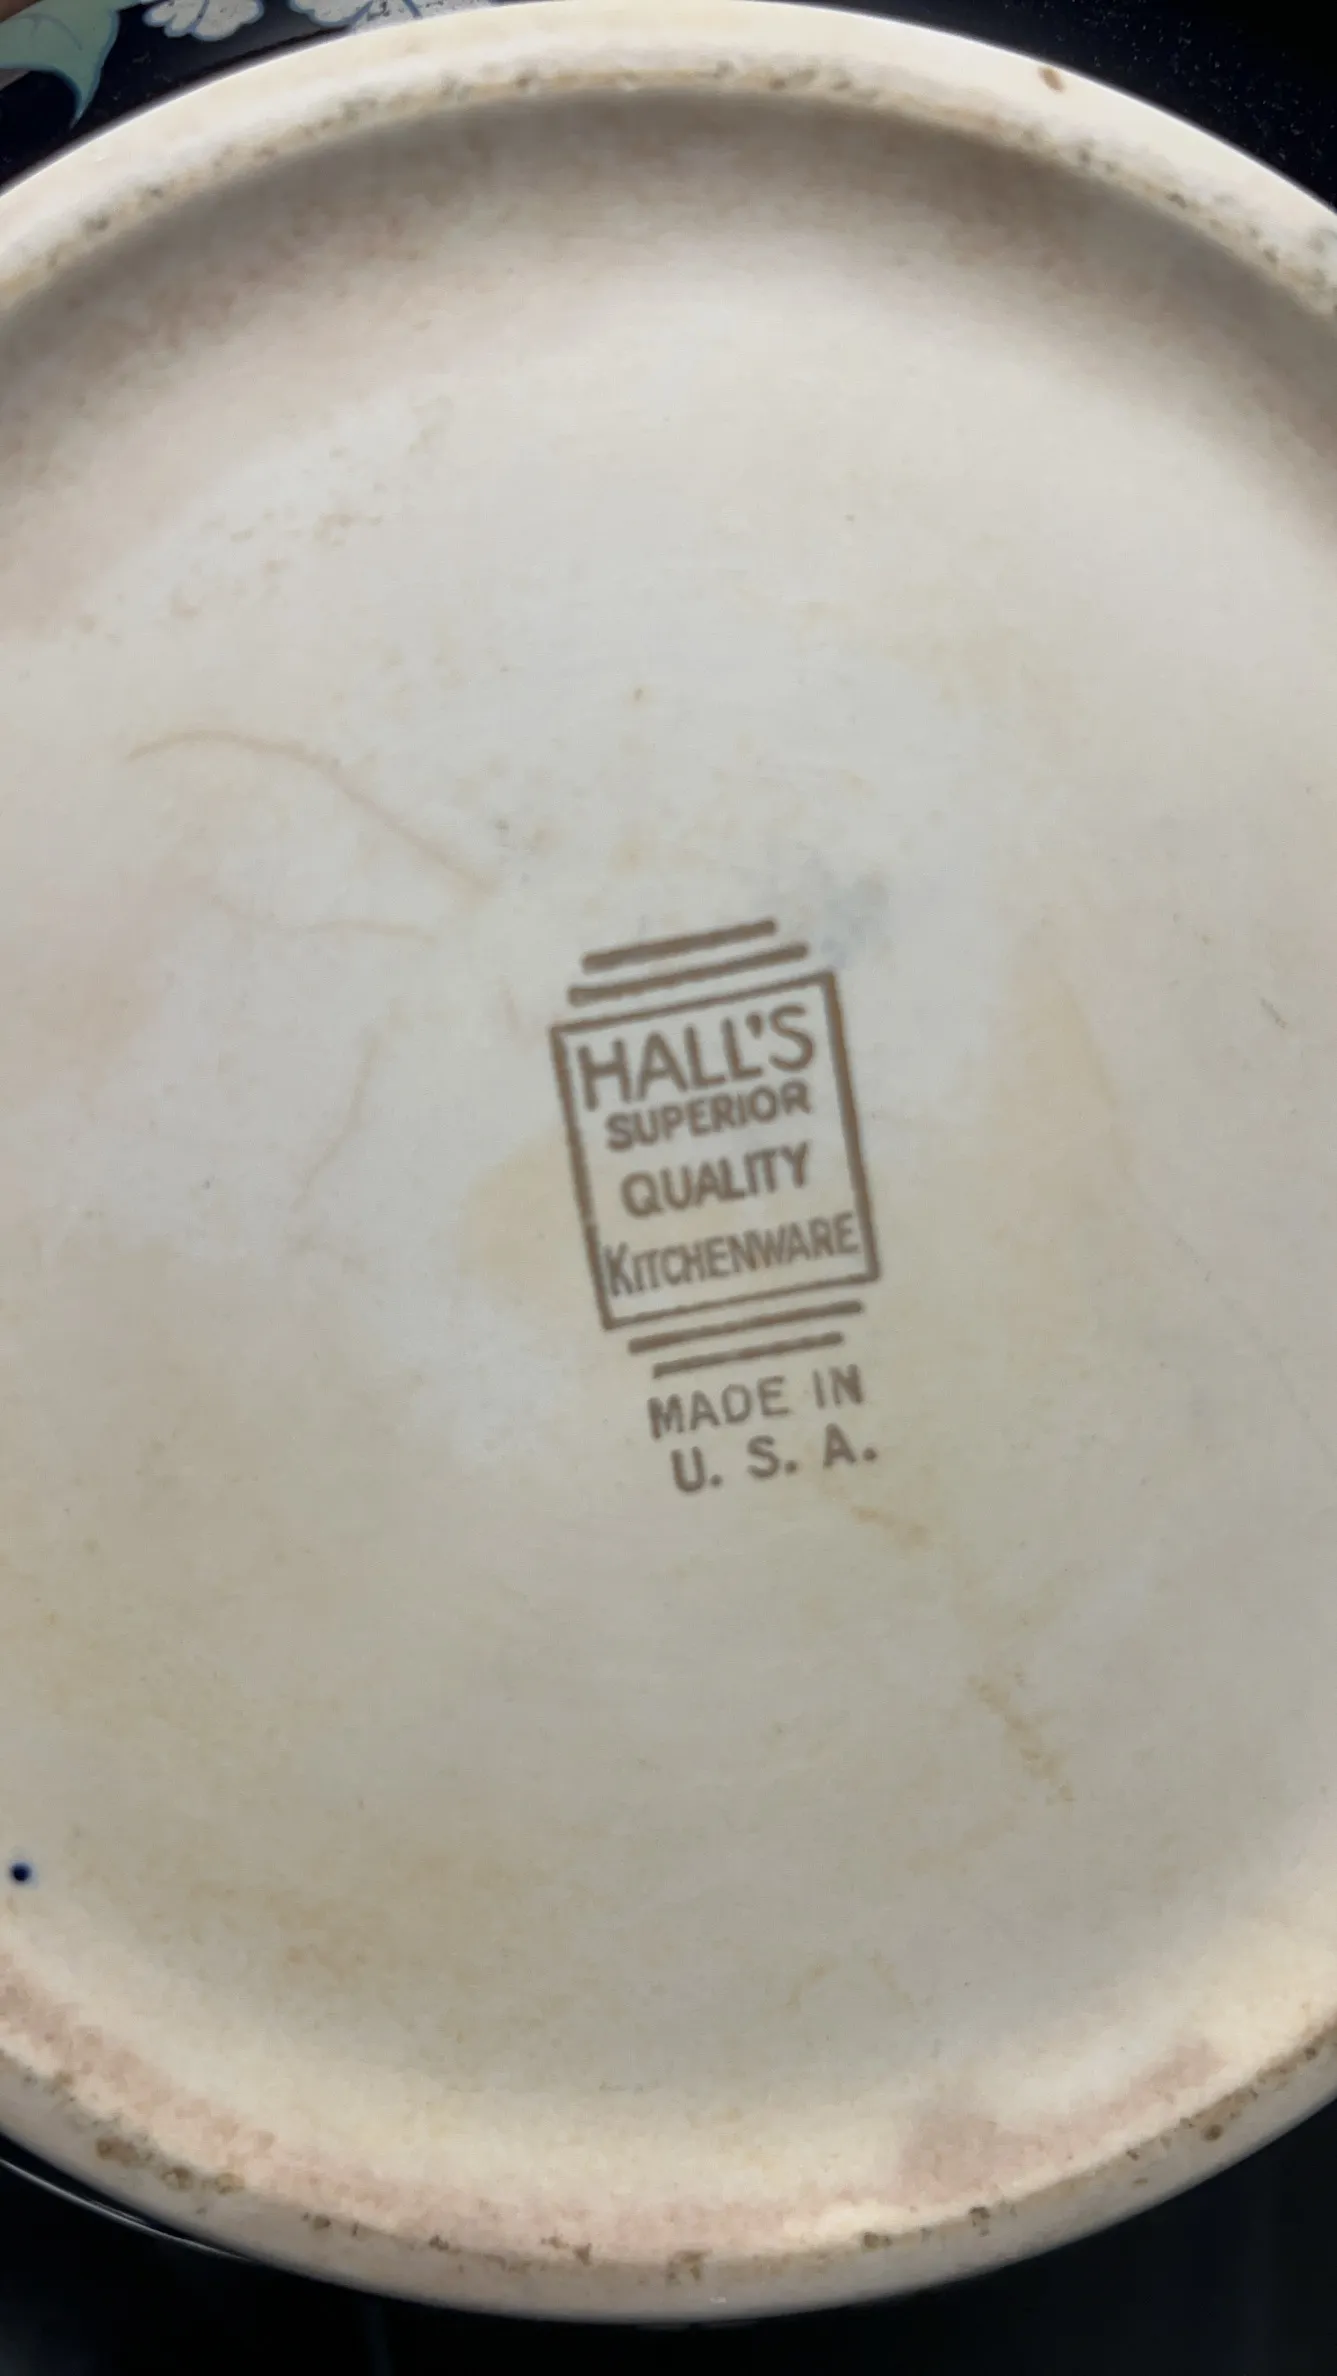 HALL'S
SUPERIOR
QUALITY
KITCHENWARE
MADE IN
U. S. A.